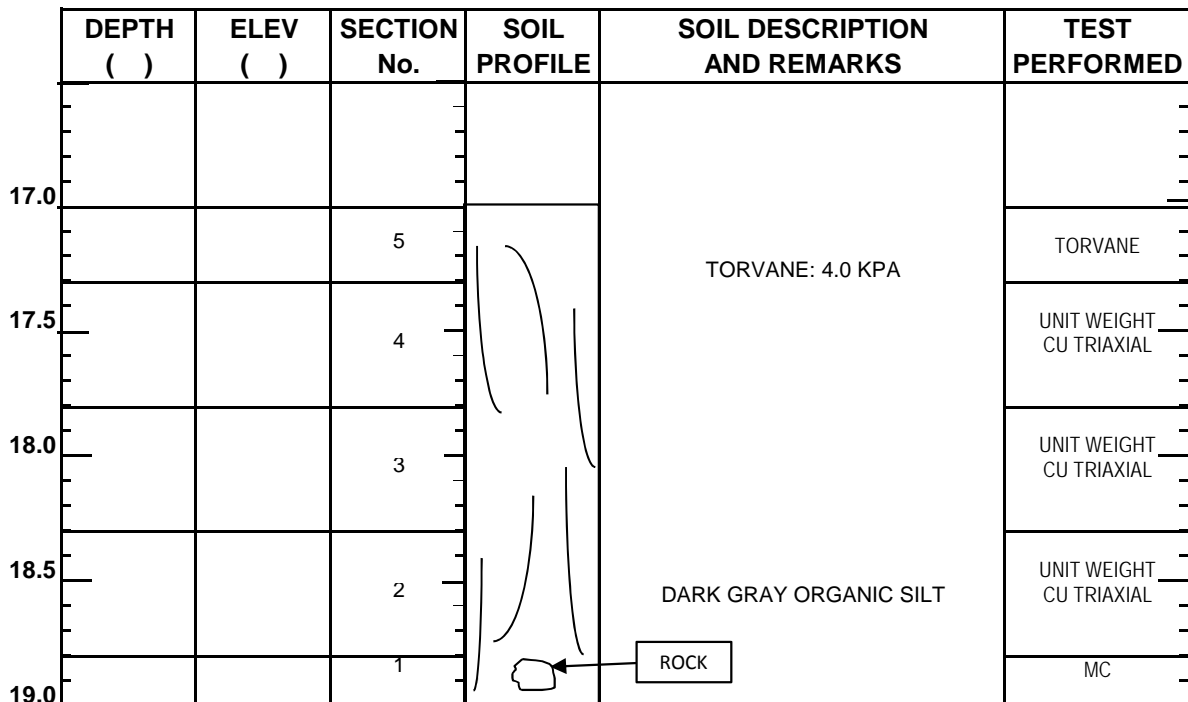 DEPTH ELEV SECTION SOIL SOIL DESCRIPTION TEST
( ) ( ) No. PROFILE AND REMARKS PERFORMED
17.0
5 TORVANE
TORVANE: 4.0 KPA
17.5 UNIT WEIGHT
4 CU TRIAXIAL
18.0 UNIT WEIGHT
3 CU TRIAXIAL
18.5 UNIT WEIGHT
2 DARK GRAY ORGANIC SILT CU TRIAXIAL
1 ROCK MC
19.0